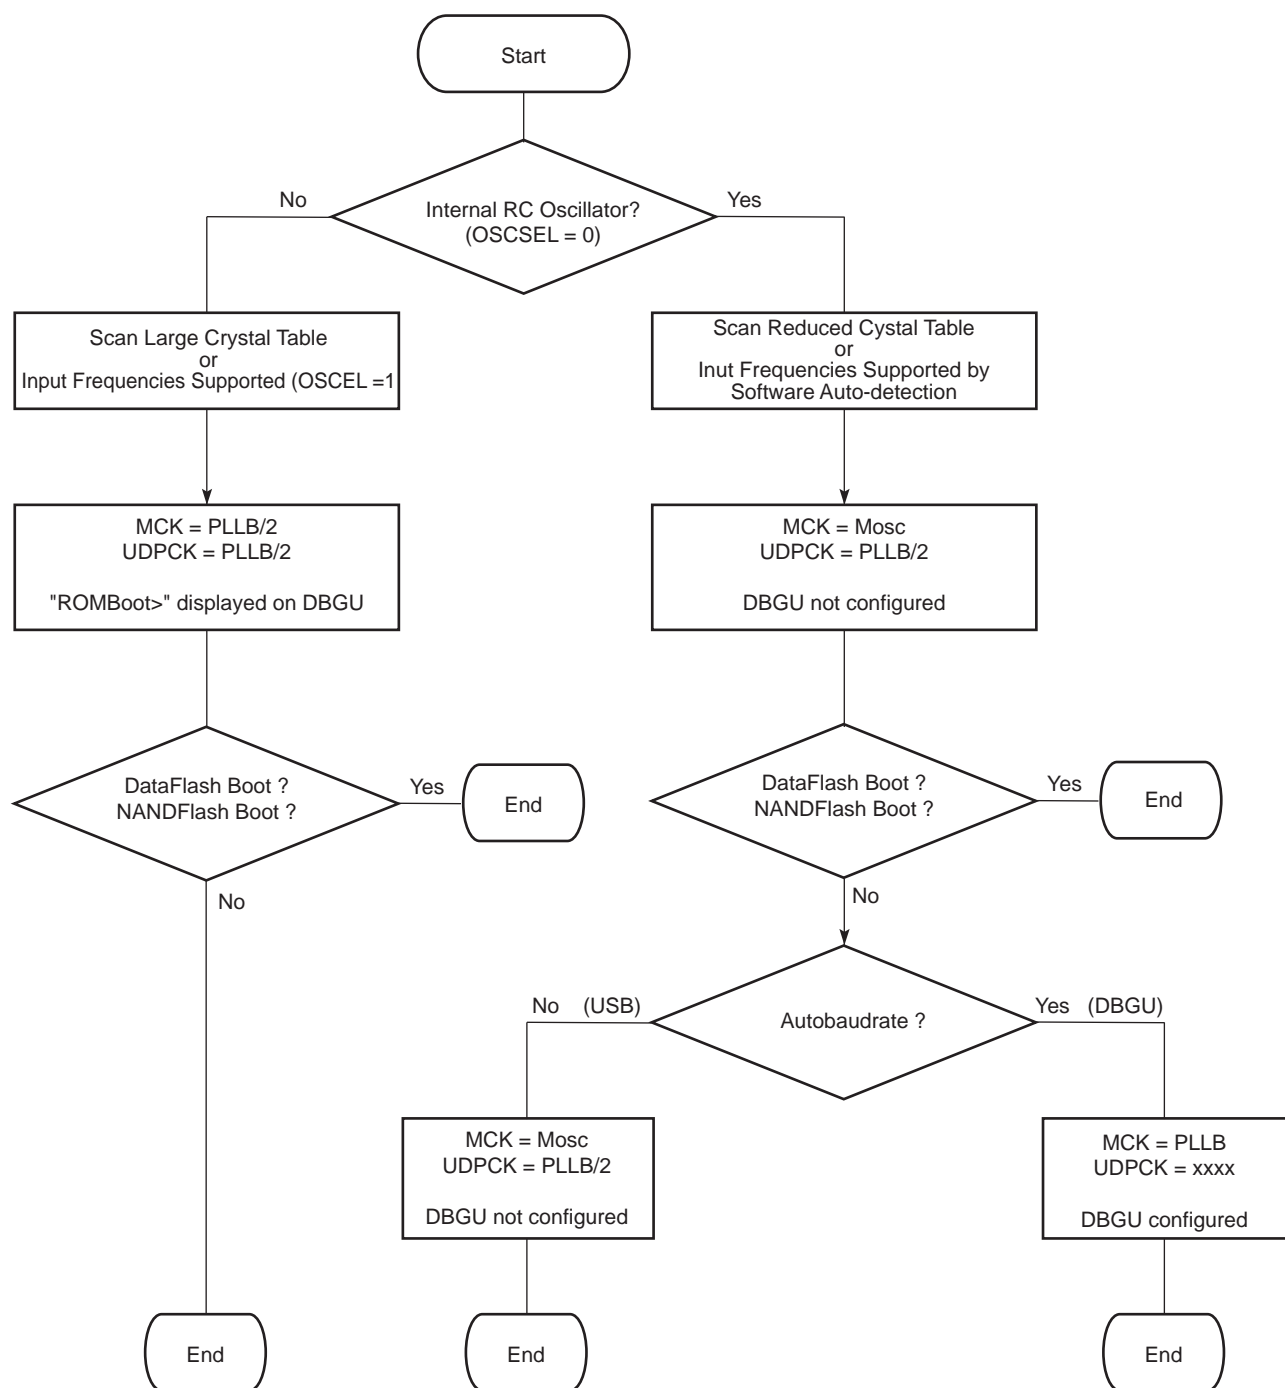 Start
No
Yes
Internal RC Oscillator?
(OSCSEL = 0)
Scan Large Crystal Table
or
Input Frequencies Supported (OSCEL =1
Scan Reduced Cystal Table
or
Inut Frequencies Supported by
Software Auto-detection
MCK = PLLB/2
UDPCK = PLLB/2
"ROMBoot>" displayed on DBGU
MCK = Mosc
UDPCK = PLLB/2
DBGU not configured
DataFlash Boot ?
NANDFlash Boot ?
Yes
End
No
DataFlash Boot ?
NANDFlash Boot ?
Yes
End
No
Autobaudrate ?
No (USB)
Yes (DBGU)
MCK = Mosc
UDPCK = PLLB/2
DBGU not configured
MCK = PLLB
UDPCK = xxxx
DBGU configured
End
End
End